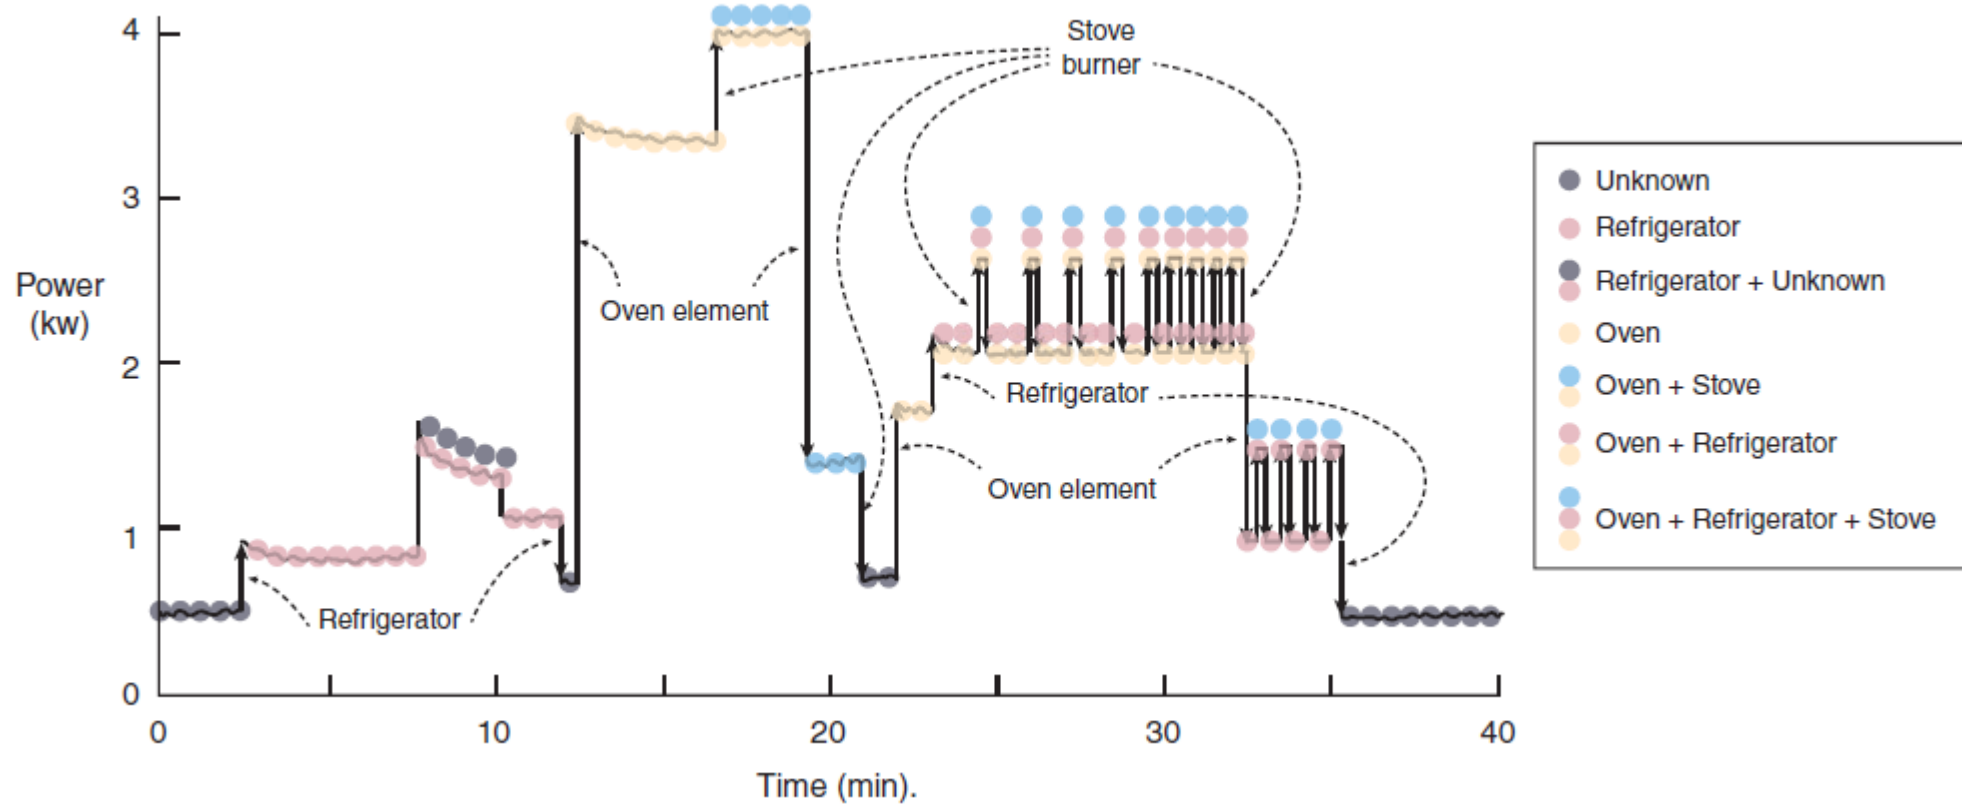 4
3
2
1
0
Power
(kw)
0
10
20
30
40
Time (min).
Stove
burner
Oven element
Refrigerator
Oven element
Refrigerator
Unknown
Refrigerator
Refrigerator + Unknown
Oven
Oven + Stove
Oven + Refrigerator
Oven + Refrigerator + Stove